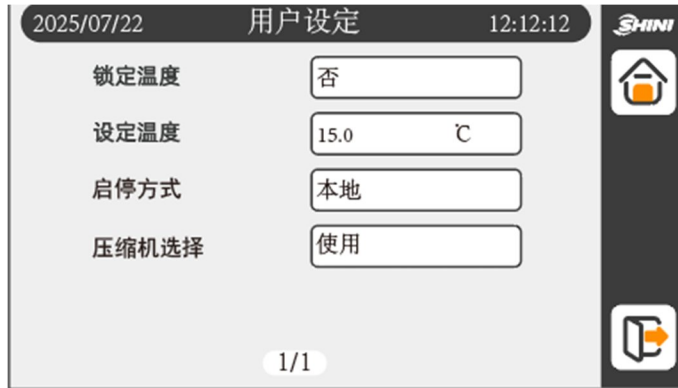 2025/07/22 用户设定 12:12:12 SHINI
锁定温度 否
设定温度 15.0 ℃
启停方式 本地
压缩机选择 使用
1/1